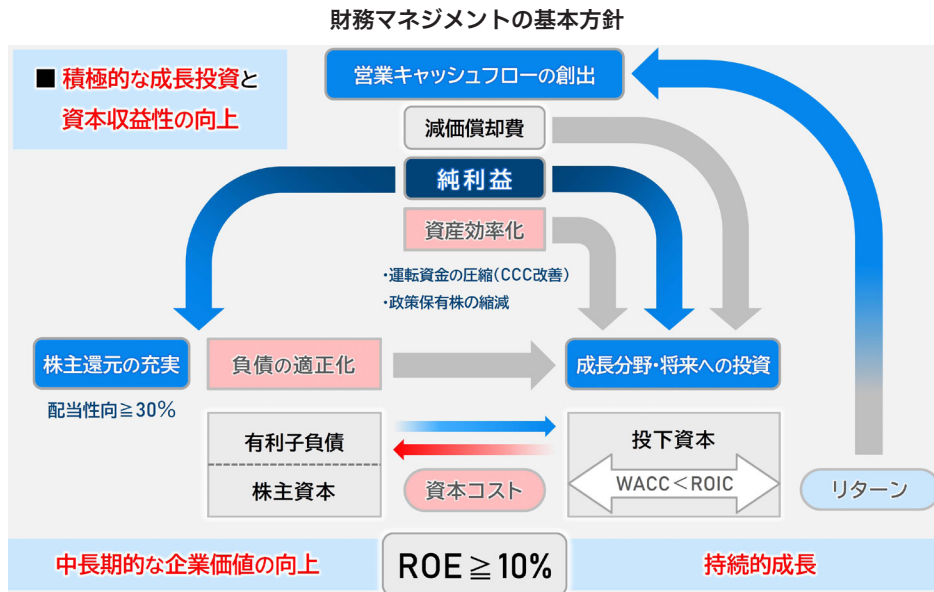 財務マネジメントの基本方針
■ 積極的な成長投資と
資本収益性の向上
営業キャッシュフローの創出
減価償却費
純利益
資産効率化
・運転資金の圧縮(CCC改善)
・政策保有株の縮減
株主還元の充実
負債の適正化
成長分野・将来への投資
配当性向≧30%
有利子負債
株主資本
資本コスト
投下資本
WACC<ROIC
リターン
中長期的な企業価値の向上
ROE≧10%
持続的成長